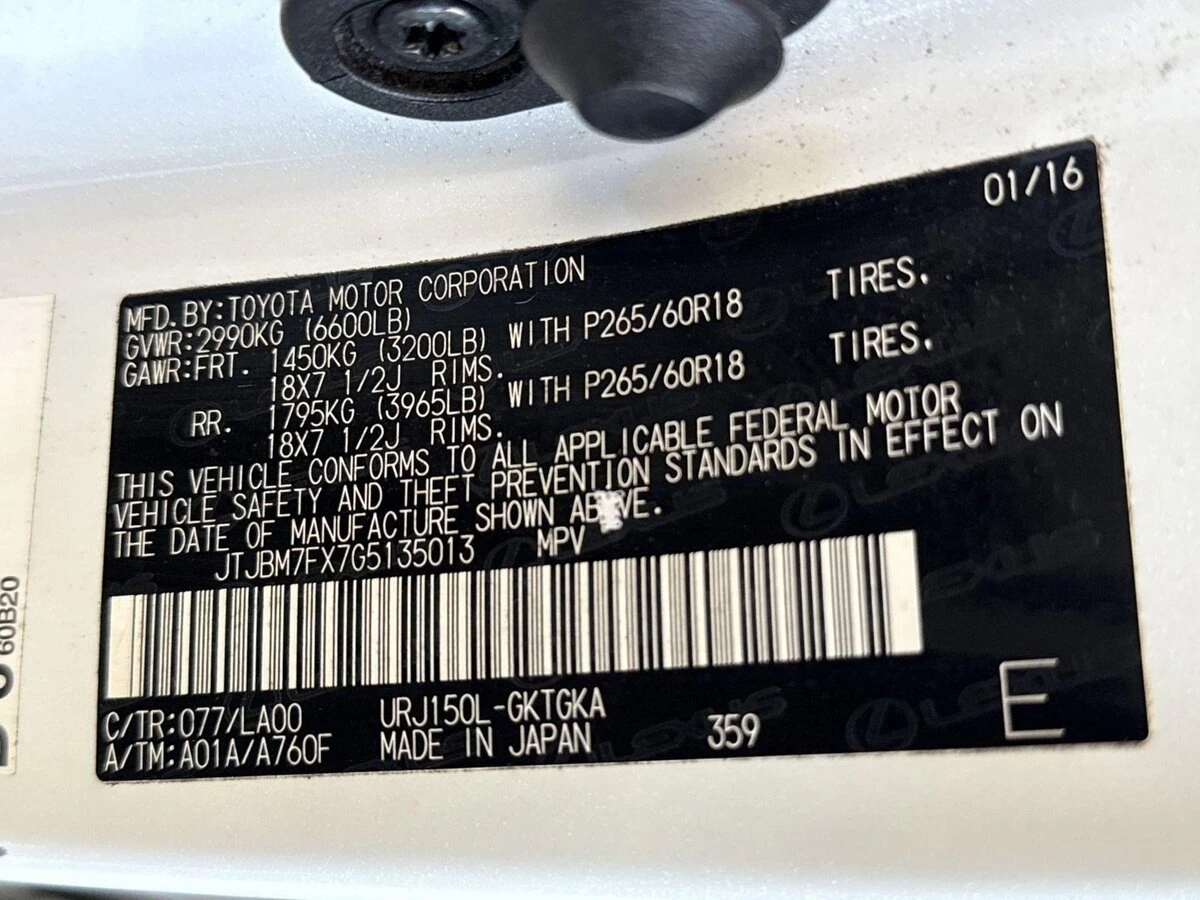 01/16
MFD. BY:TOYOTA MOTOR CORPORATION
GVWR:2990KG (6600LB)
GAWR:FRT. 1450KG (3200LB) WITH P265/60R18 TIRES.
18X7 1/2J RIMS.
RR. 1795KG (3965LB) WITH P265/60R18 TIRES.
18X7 1/2J RIMS.
THIS VEHICLE CONFORMS TO ALL APPLICABLE FEDERAL MOTOR
VEHICLE SAFETY AND THEFT PREVENTION STANDARDS IN EFFECT ON
THE DATE OF MANUFACTURE SHOWN ABOVE.
JTJBM7FX7G5135013 MPV
C/TR:077/LA00 URJ150L-GKTGKA
A/TM:A01A/A760F MADE IN JAPAN 359
E
60B20
LEXUS